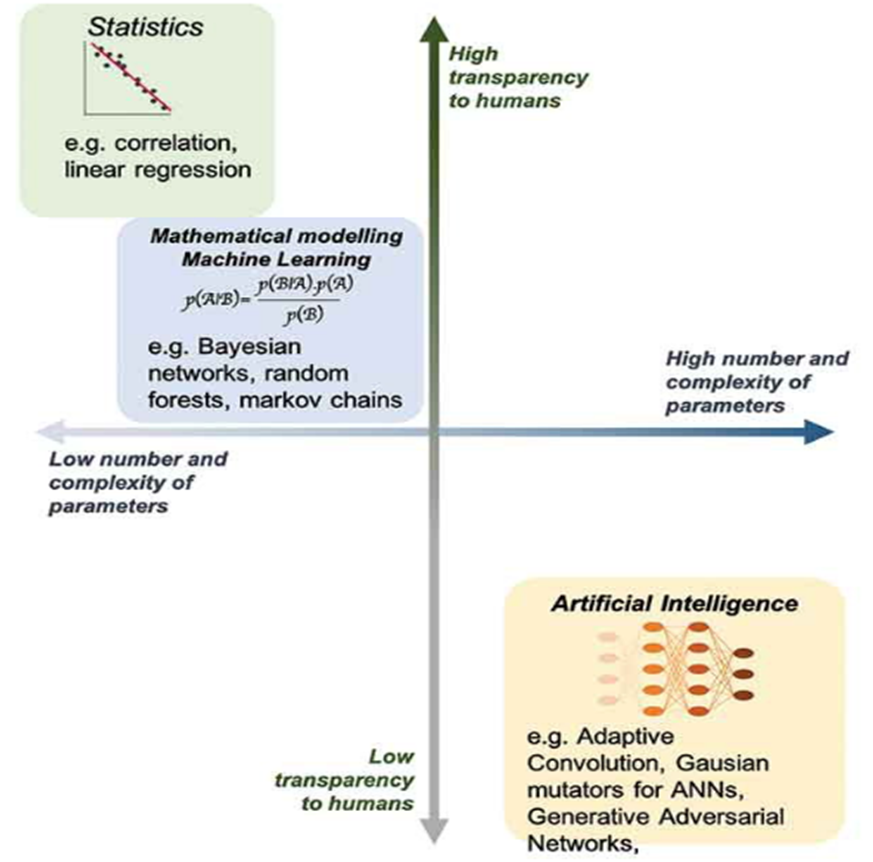 Statistics
e.g. correlation,
linear regression
High
transparency
to humans
Mathematical modelling
Machine Learning
p(A|B)= p(B|A).p(A)
p(B)
e.g. Bayesian
networks, random
forests, markov chains
High number and
complexity of
parameters
Low number and
complexity of
parameters
Artificial Intelligence
e.g. Adaptive
Convolution, Gausian
mutators for ANNs,
Generative Adversarial
Networks,
Low
transparency
to humans